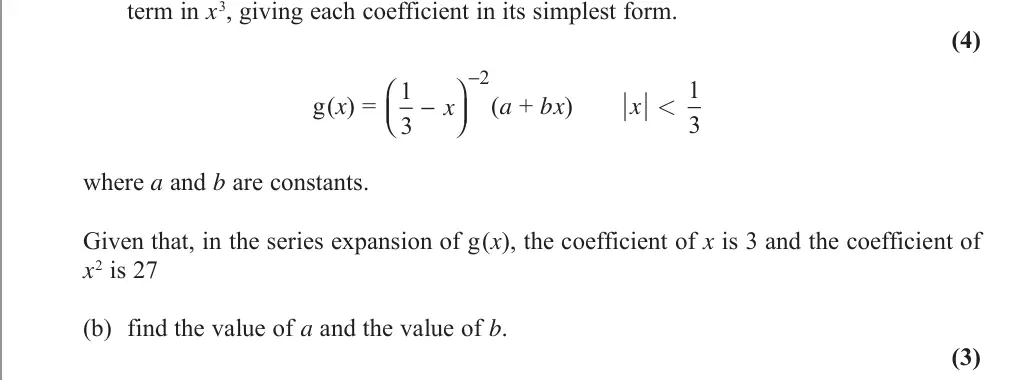 term in x³, giving each coefficient in its simplest form.
(4)
g(x) = (1/3 − x)⁻² (a + bx)   |x| < 1/3
where a and b are constants.
Given that, in the series expansion of g(x), the coefficient of x is 3 and the coefficient of
x² is 27
(b) find the value of a and the value of b.
(3)